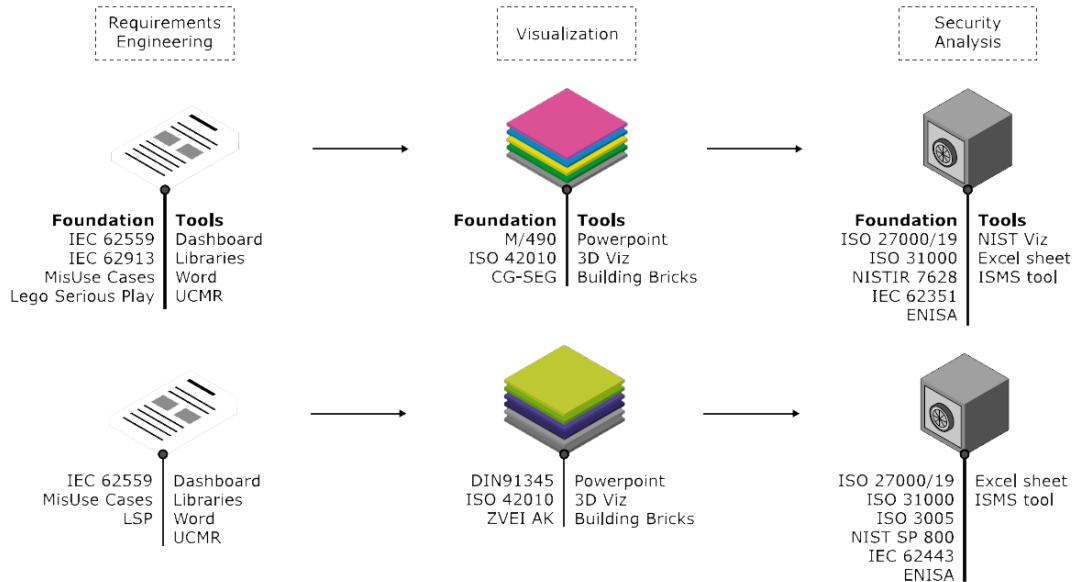 Requirements
Engineering
Visualization
Security
Analysis
Foundation Tools
IEC 62559 Dashboard
IEC 62913 Libraries
MisUse Cases Word
Lego Serious Play UCMR
Foundation Tools
M/490 Powerpoint
ISO 42010 3D Viz
CG-SEG Building Bricks
Foundation Tools
ISO 27000/19 NIST Viz
ISO 31000 Excel sheet
NISTIR 7628 ISMS tool
IEC 62351
ENISA
IEC 62559 Dashboard
MisUse Cases Libraries
LSP Word
UCMR
DIN91345 Powerpoint
ISO 42010 3D Viz
ZVEI AK Building Bricks
ISO 27000/19 Excel sheet
ISO 31000 ISMS tool
ISO 3005
NIST SP 800
IEC 62443
ENISA